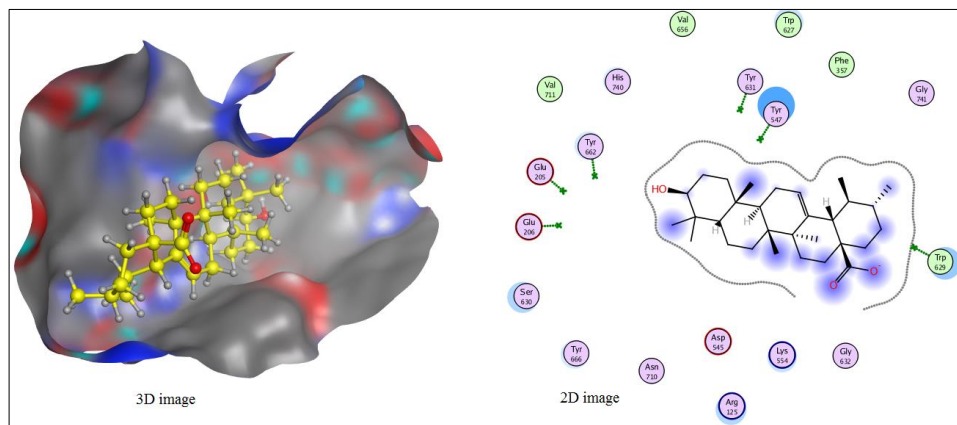 Val
656
Trp
627
Phe
357
His
740
Tyr
631
Gly
741
Val
711
Tyr
547
Tyr
662
Glu
205
HO
H
H
H
Glu
206
Trp
629
O
O⁻
Ser
630
Asp
545
Tyr
666
Lys
554
Gly
632
Asn
710
Arg
125
3D image
2D image